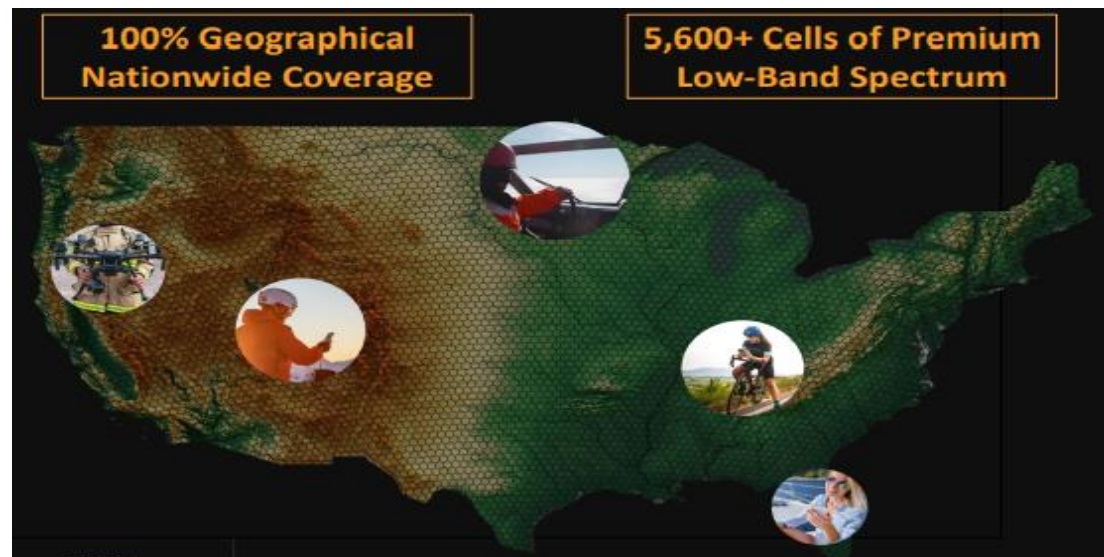 100% Geographical
Nationwide Coverage
5,600+ Cells of Premium
Low-Band Spectrum